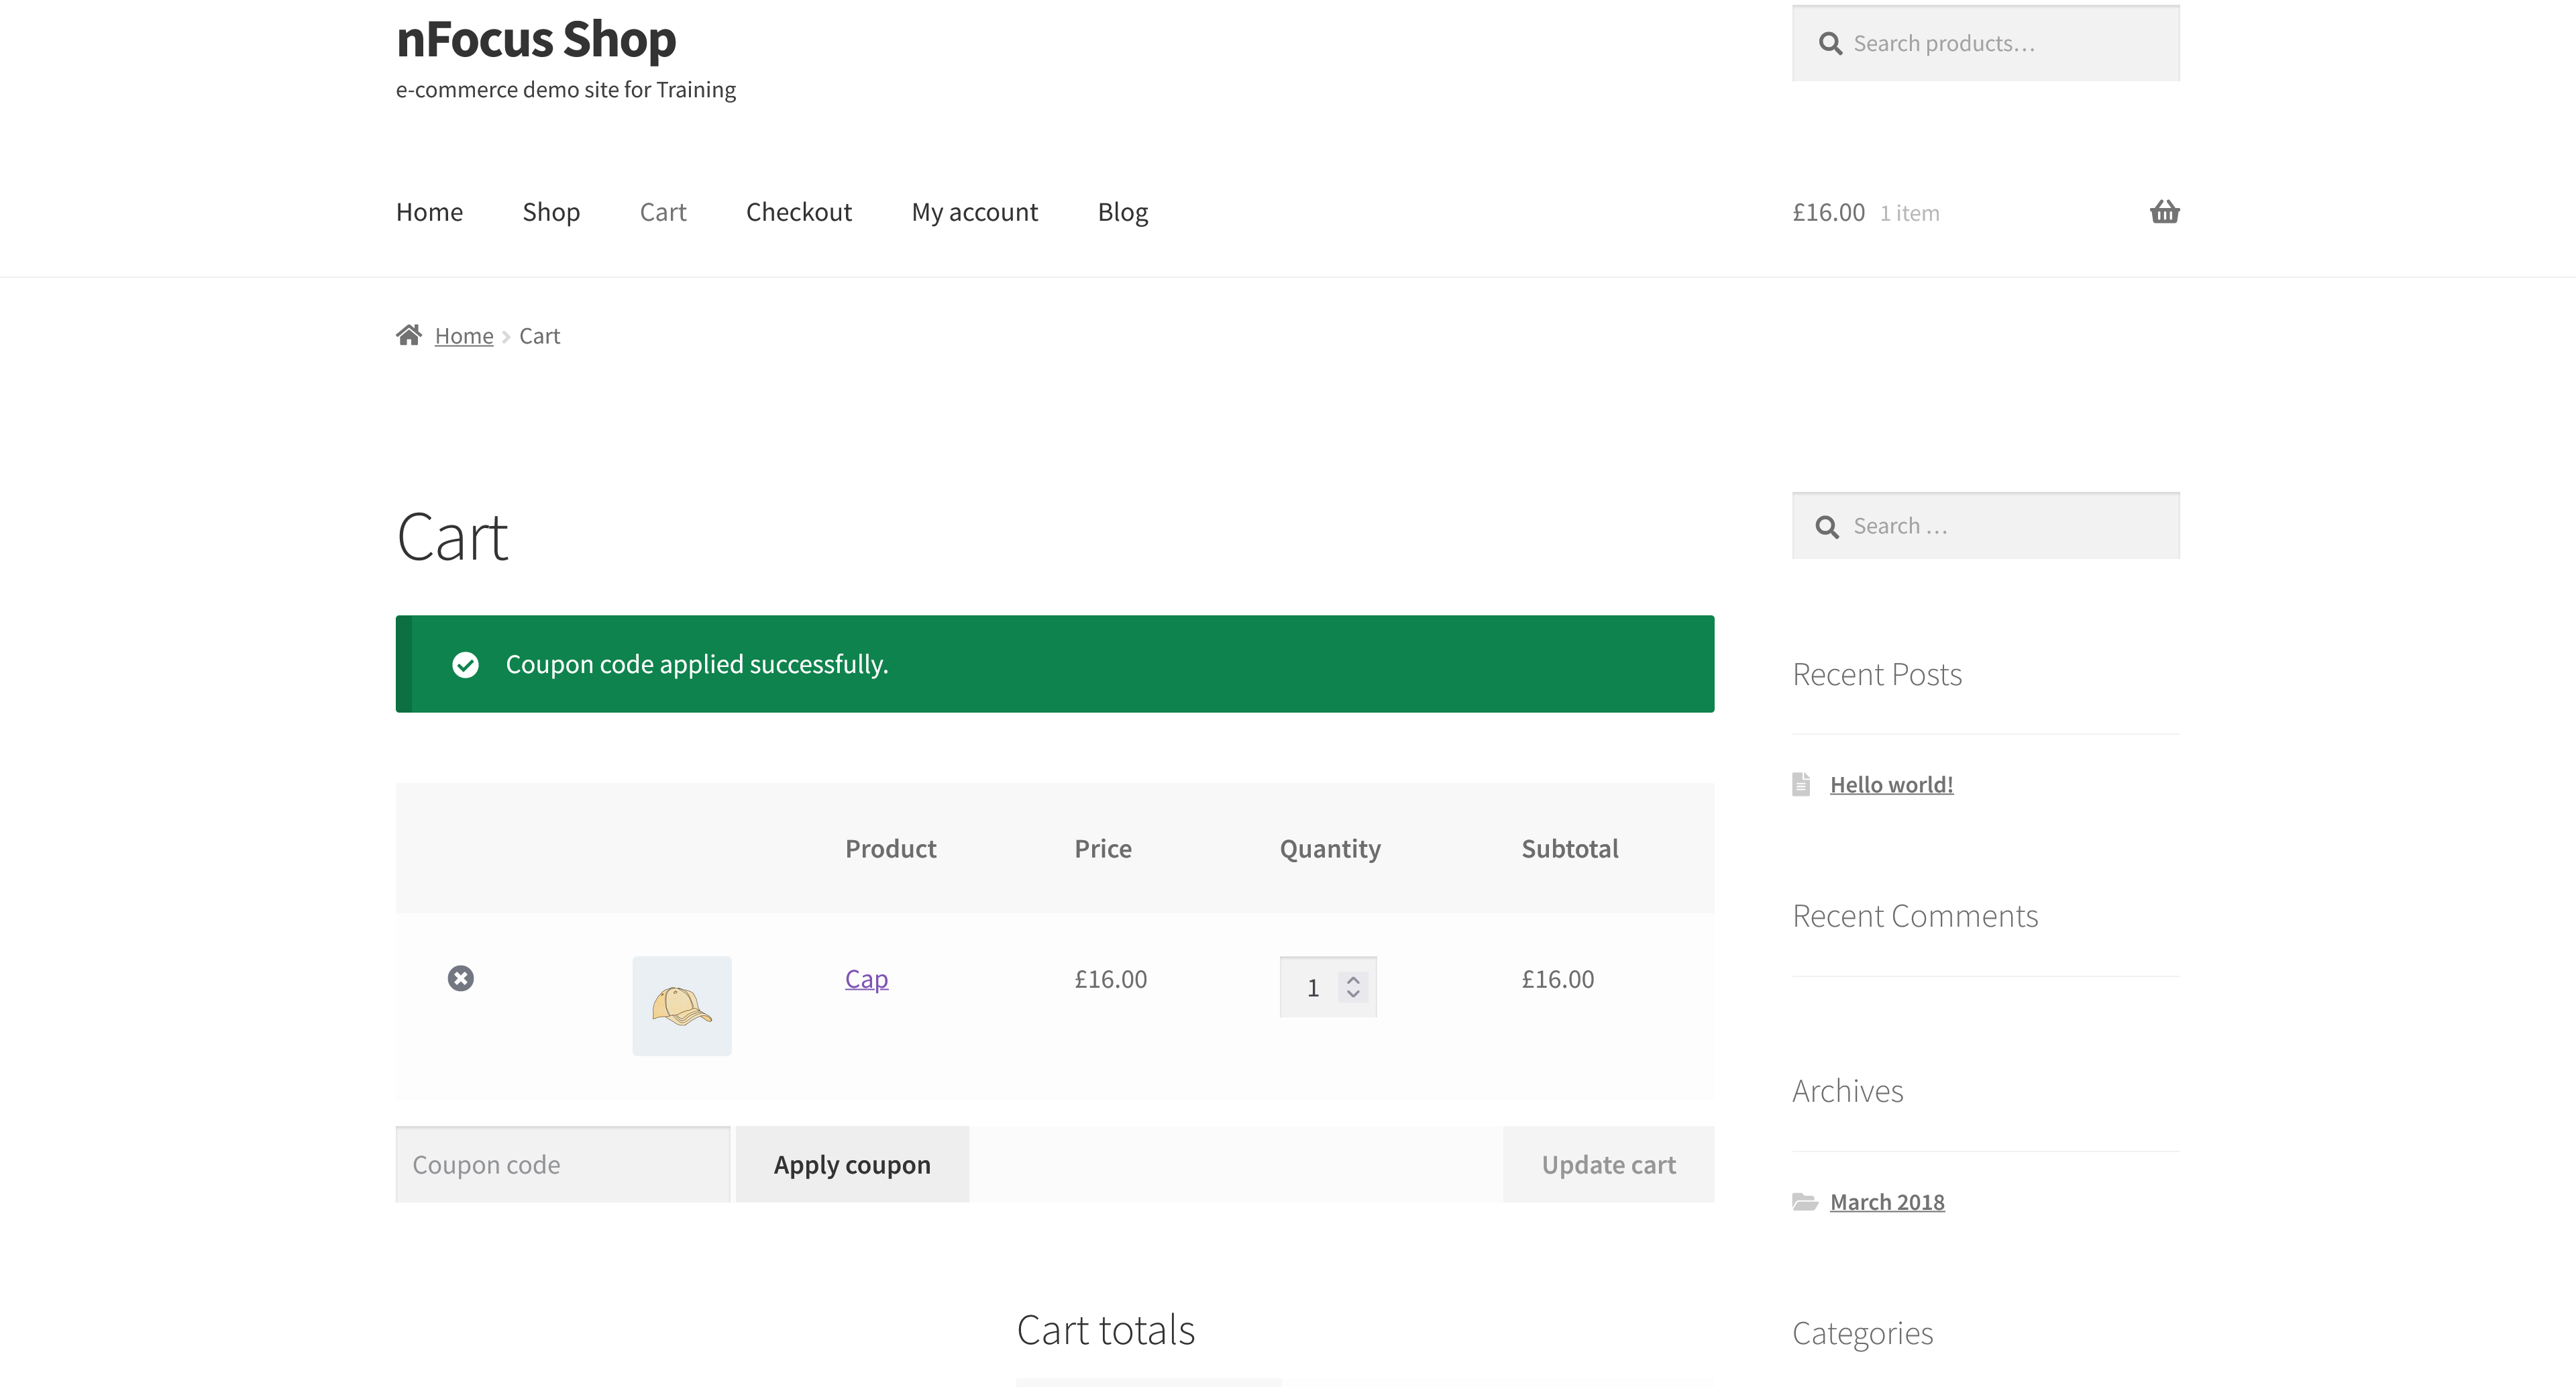 nFocus Shop
e-commerce demo site for Training
Search products…
Home Shop Cart Checkout My account Blog
£16.00 1 item
Home Cart
Cart
Coupon code applied successfully.
Product Price Quantity Subtotal
Cap £16.00 1 £16.00
Coupon code Apply coupon Update cart
Cart totals
Search …
Recent Posts
Hello world!
Recent Comments
Archives
March 2018
Categories